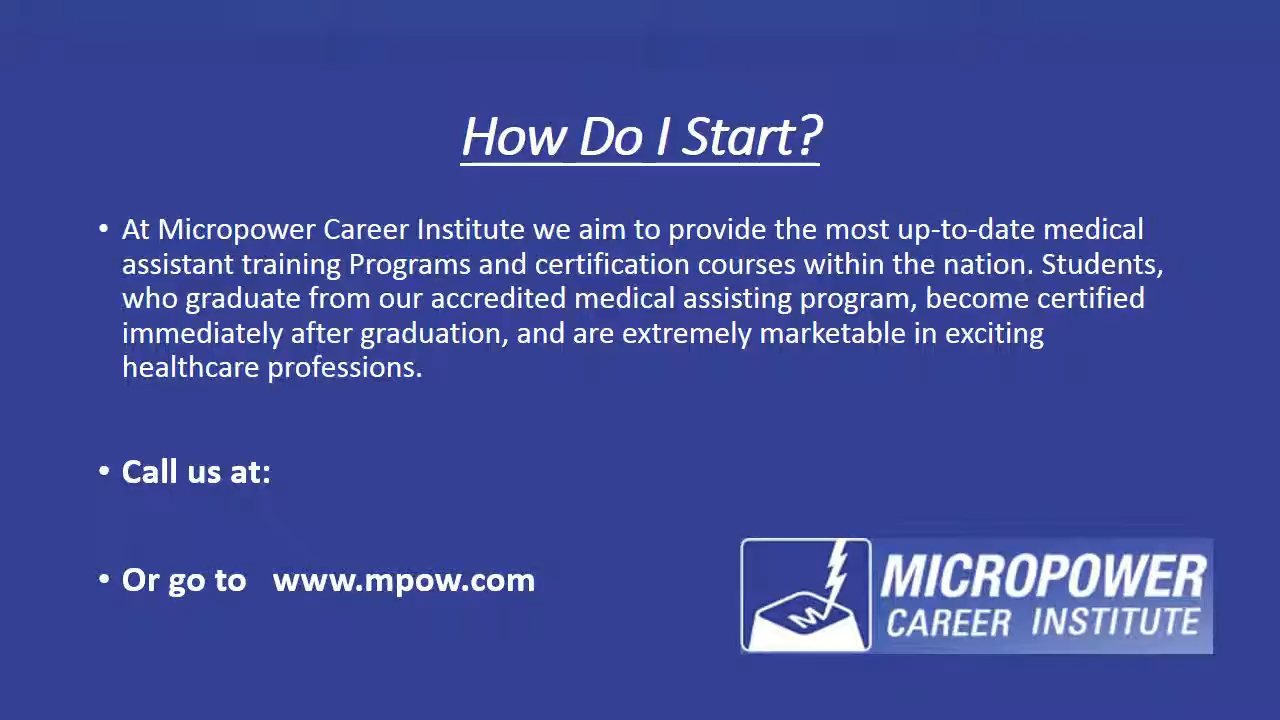 How Do I Start?
• At Micropower Career Institute we aim to provide the most up-to-date medical
assistant training Programs and certification courses within the nation. Students,
who graduate from our accredited medical assisting program, become certified
immediately after graduation, and are extremely marketable in exciting
healthcare professions.
• Call us at:
• Or go to www.mpow.com
M
MICROPOWER
CAREER INSTITUTE